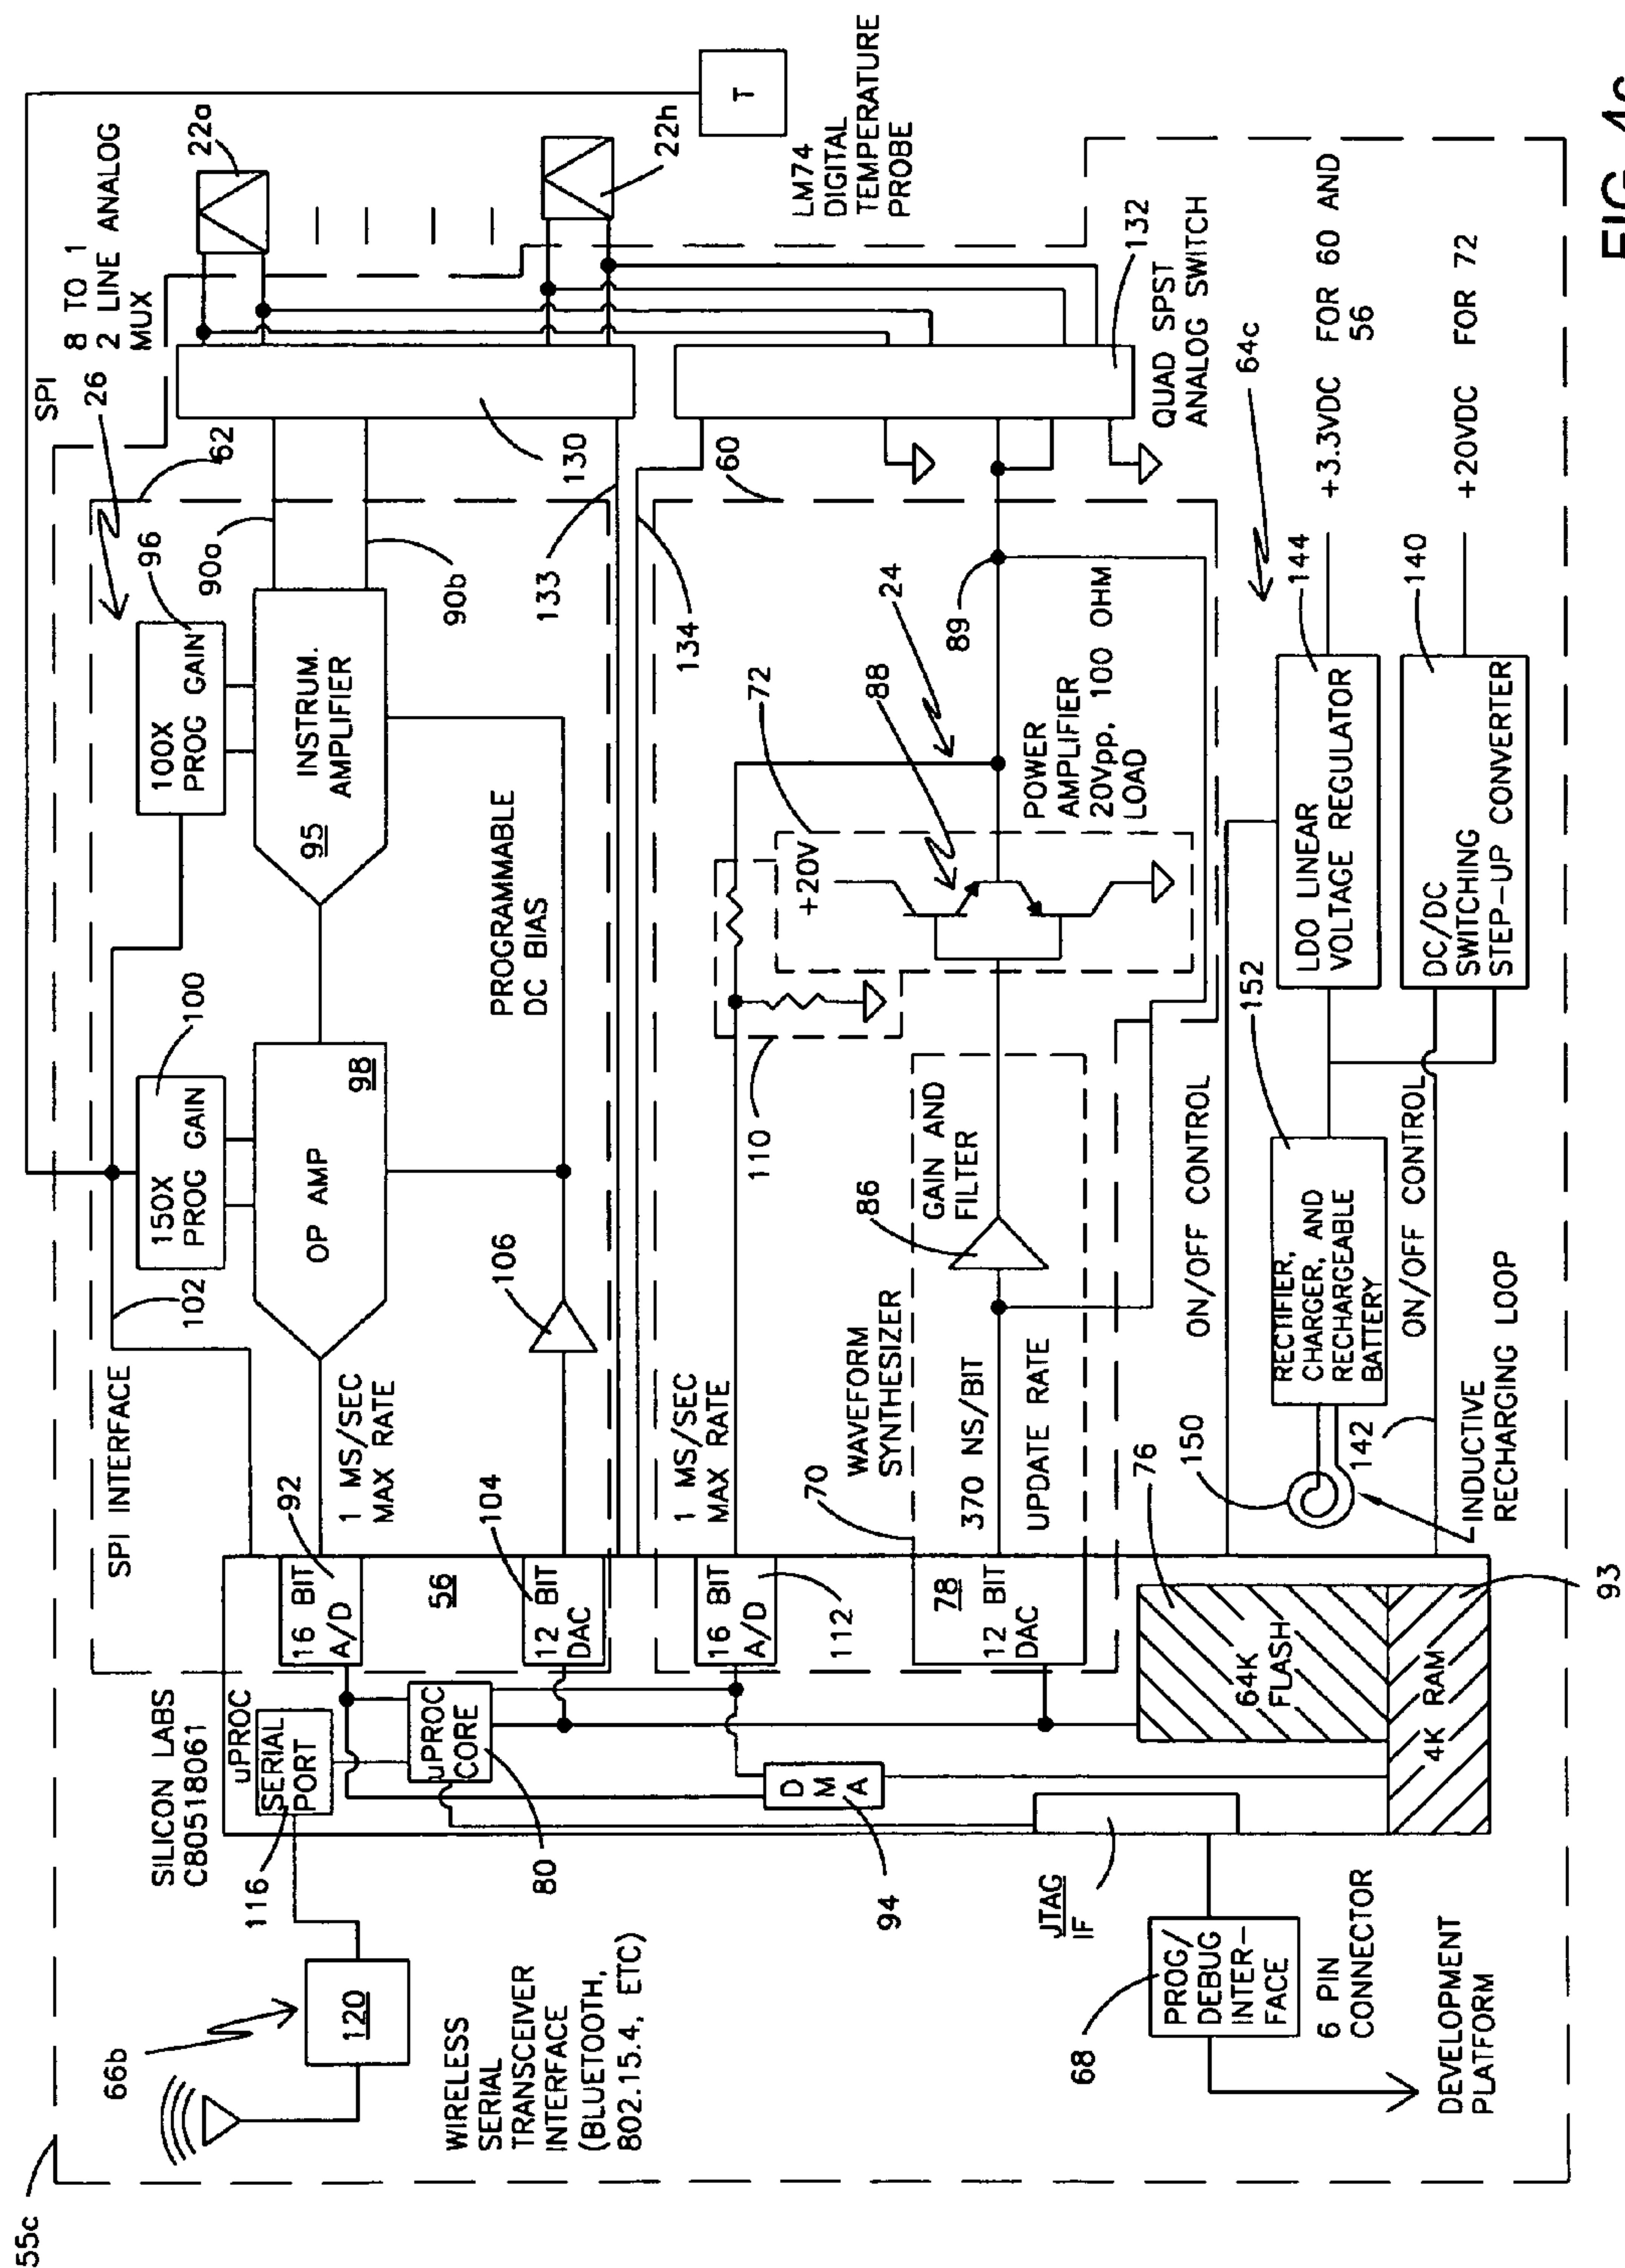 55c
66b
120
WIRELESS
SERIAL
TRANSCEIVER
INTERFACE
(BLUETOOTH,
802.15.4, ETC)
SILICON LABS
C80518061
116
uPROC
SERIAL
PORT
uPROC
CORE
80
56
16 BIT
A/D
92
12 BIT
DAC
104
16 BIT
A/D
112
78
12 BIT
DAC
D
M
A
94
JTAG
IF
68
PROG/
DEBUG
INTER-
FACE
6 PIN
CONNECTOR
DEVELOPMENT
PLATFORM
64K
FLASH
76
4K RAM
93
SPI INTERFACE
102
1 MS/SEC
MAX RATE
150X
PROG GAIN
100
OP AMP
98
106
PROGRAMMABLE
DC BIAS
100X
PROG GAIN
96
INSTRUM.
AMPLIFIER
95
90a
90b
26
62
SPI
8 TO 1
2 LINE ANALOG
MUX
22a
22h
T
LM74
DIGITAL
TEMPERATURE
PROBE
130
133
134
60
132
QUAD SPST
ANALOG SWITCH
1 MS/SEC
MAX RATE
WAVEFORM
SYNTHESIZER
70
370 NS/BIT
UPDATE RATE
86
GAIN AND
FILTER
110
+20V
72
88
24
89
POWER
AMPLIFIER
20Vpp, 100 OHM
LOAD
64c
ON/OFF CONTROL
150
RECTIFIER,
CHARGER, AND
RECHARGEABLE
BATTERY
152
ON/OFF CONTROL
142
INDUCTIVE
RECHARGING LOOP
LDO LINEAR
VOLTAGE REGULATOR
144
+3.3VDC FOR 60 AND
56
DC/DC
SWITCHING
STEP-UP CONVERTER
140
+20VDC FOR 72